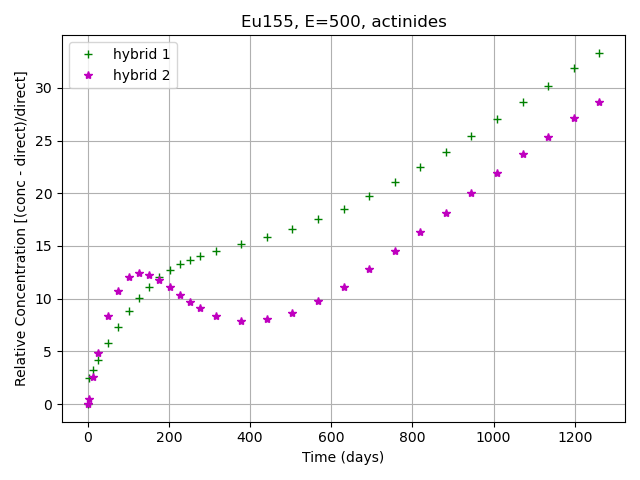 Eu155, E=500, actinides
hybrid 1
hybrid 2
Relative Concentration [(conc - direct)/direct]
30
25
20
15
10
5
0
0 200 400 600 800 1000 1200
Time (days)